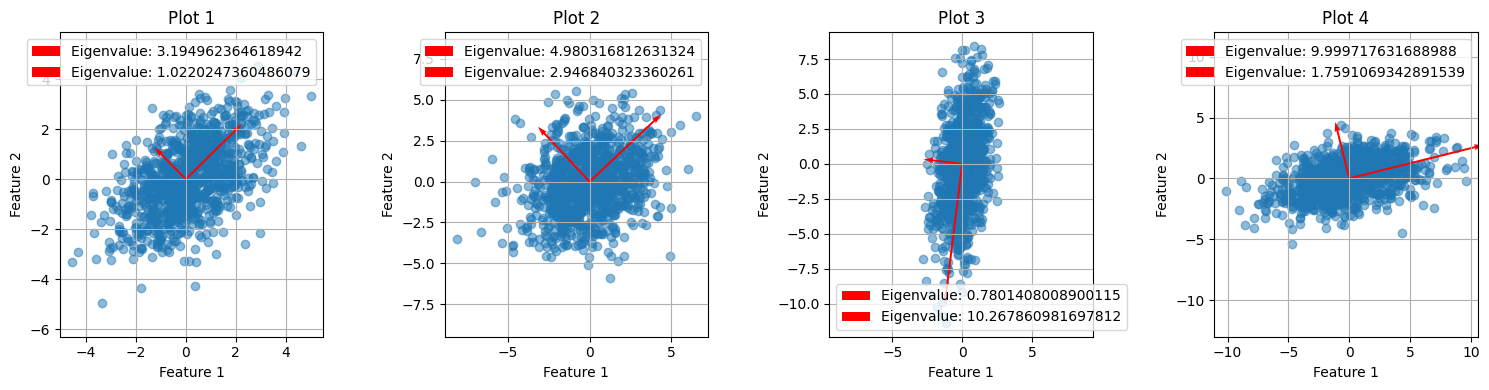 Plot 1
Eigenvalue: 3.194962364618942
Eigenvalue: 1.0220247360486079
4
2
0
−2
−4
−6
−4
−2
0
2
4
Feature 1
Feature 2
Plot 2
Eigenvalue: 4.980316812631324
Eigenvalue: 2.946840323360261
7.5
5.0
2.5
0.0
−2.5
−5.0
−7.5
−5
0
5
Feature 1
Feature 2
Plot 3
7.5
5.0
2.5
0.0
−2.5
−5.0
−7.5
−10.0
Eigenvalue: 0.7801408008900115
Eigenvalue: 10.267860981697812
−5
0
5
Feature 1
Feature 2
Plot 4
Eigenvalue: 9.999717631688988
Eigenvalue: 1.7591069342891539
10
5
0
−5
−10
−10
−5
0
5
10
Feature 1
Feature 2